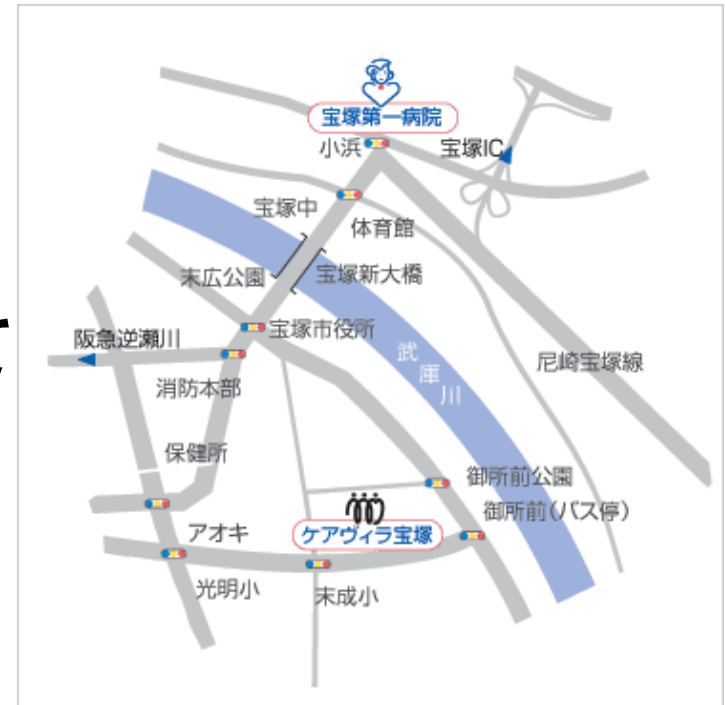 宝塚第一病院
小浜
宝塚IC
宝塚中
体育館
末広公園
宝塚新大橋
宝塚市役所
阪急逆瀬川
武庫川
尼崎宝塚線
消防本部
保健所
御所前公園
御所前(バス停)
アオキ
ケアヴィラ宝塚
光明小
末成小